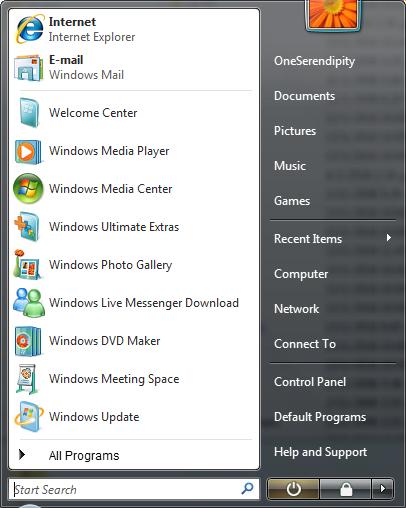 Internet
Internet Explorer
E-mail
Windows Mail
Welcome Center
Windows Media Player
Windows Media Center
Windows Ultimate Extras
Windows Photo Gallery
Windows Live Messenger Download
Windows DVD Maker
Windows Meeting Space
Windows Update
All Programs
Start Search
OneSerendipity
Documents
Pictures
Music
Games
Recent Items
Computer
Network
Connect To
Control Panel
Default Programs
Help and Support